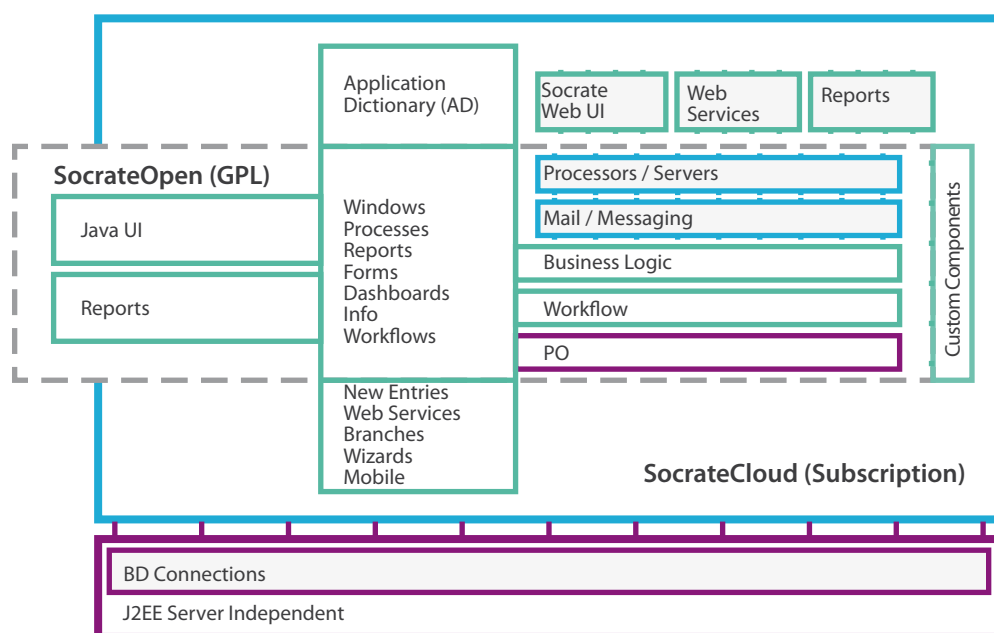 Application
Dictionary (AD)
Socrate
Web UI
Web
Services
Reports
SocrateOpen (GPL)
Java UI
Reports
Windows
Processes
Reports
Forms
Dashboards
Info
Workflows
Processors / Servers
Mail / Messaging
Business Logic
Workflow
PO
Custom Components
New Entries
Web Services
Branches
Wizards
Mobile
SocrateCloud (Subscription)
BD Connections
J2EE Server Independent